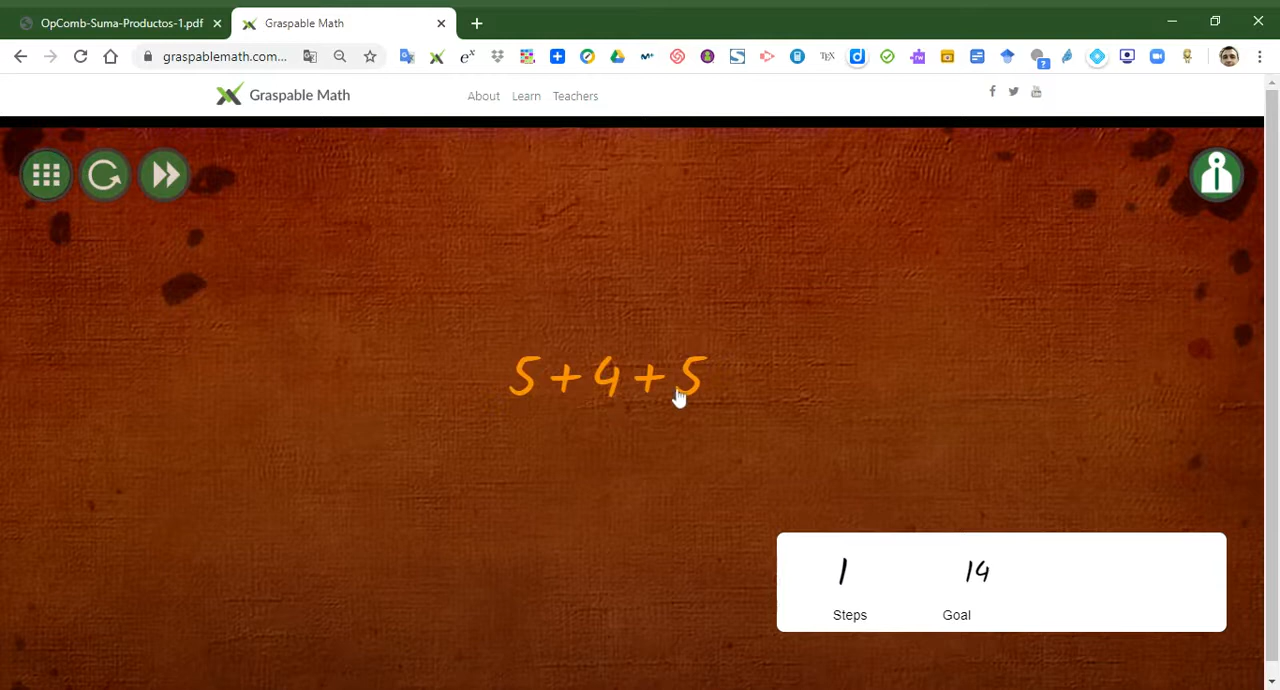 OpComb-Suma-Productos-1.pdf
Graspable Math
graspablemath.com...
Graspable Math
About
Learn
Teachers
5+4+5
1
14
Steps
Goal